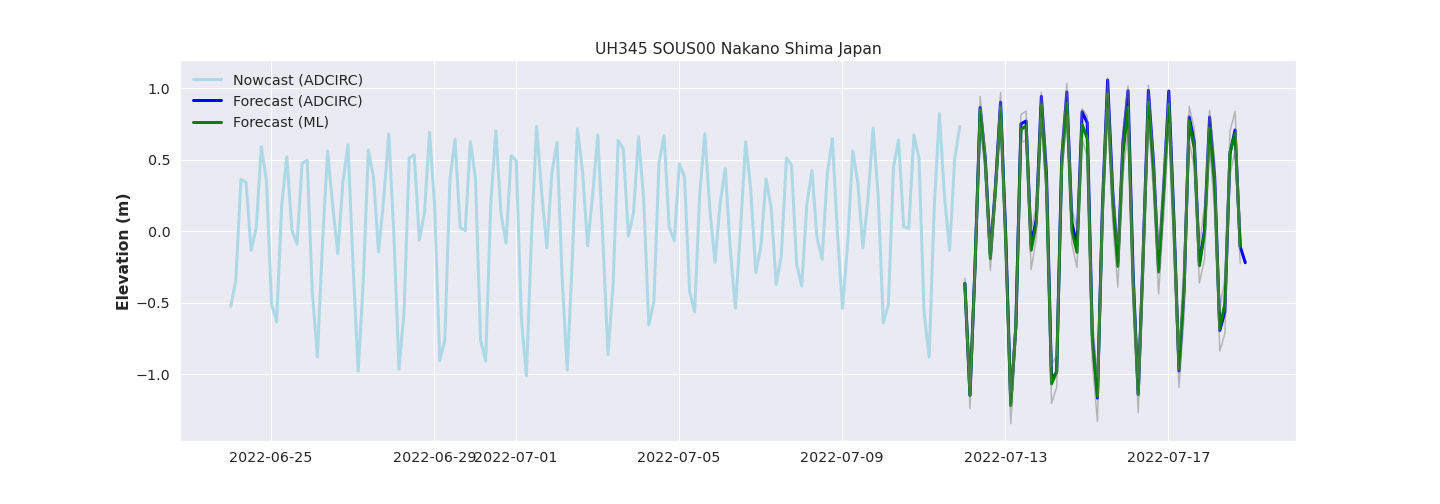 UH345 SOUS00 Nakano Shima Japan
Nowcast (ADCIRC)
Forecast (ADCIRC)
Forecast (ML)
Elevation (m)
1.0
0.5
0.0
−0.5
−1.0
2022-06-25
2022-06-29
2022-07-01
2022-07-05
2022-07-09
2022-07-13
2022-07-17